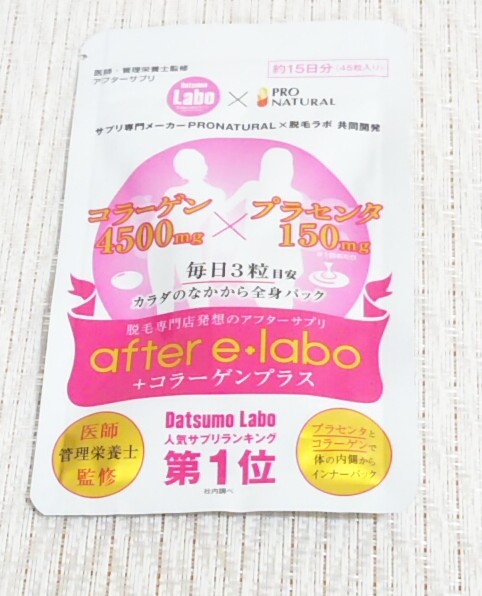 医師・管理栄養士監修
アフターサプリ
約15日分(45粒入り)
Datsumo
Labo
×
PRO
NATURAL
サプリ専門メーカーPRONATURAL×脱毛ラボ 共同開発
コラーゲン
4500mg
×
プラセンタ
150mg
毎日3粒目安
カラダのなかから全身パック
脱毛専門店発想のアフターサプリ
after e+labo
+コラーゲンプラス
医師
管理栄養士
監修
Datsumo Labo
人気サプリランキング
第1位
社内調べ
プラセンタと
コラーゲンで
体の内側から
インナーパック